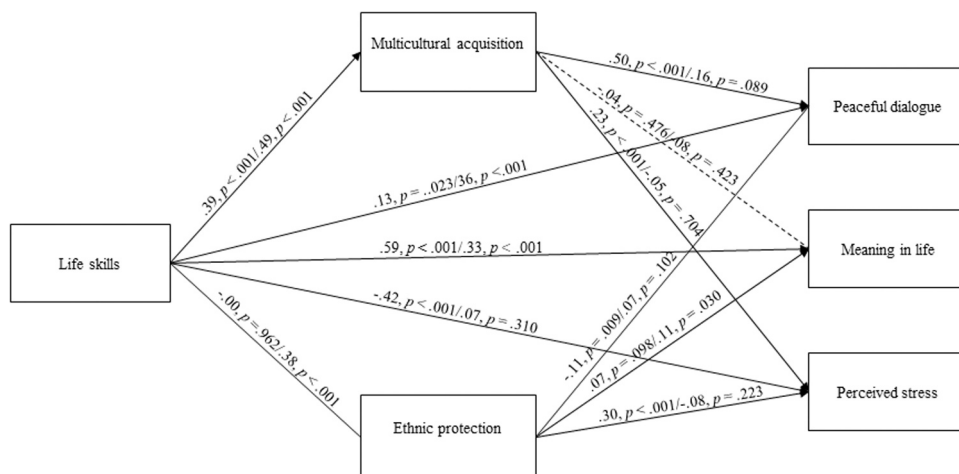 Multicultural acquisition
.50, p < .001/.16, p = .089
Peaceful dialogue
-.04, p = .476/.08, p = .423
.23, p < .001/-.05, p = .704
.39, p < .001/.49, p < .001
.13, p = ..023/36, p <.001
Life skills
.59, p < .001/.33, p < .001
Meaning in life
-.42, p < .001/.07, p = .310
-.11, p = .009/.07, p = .102
.07, p = .098/.11, p = .030
-.00, p =.962/.38, p < .001
Perceived stress
Ethnic protection
.30, p < .001/-.08, p = .223